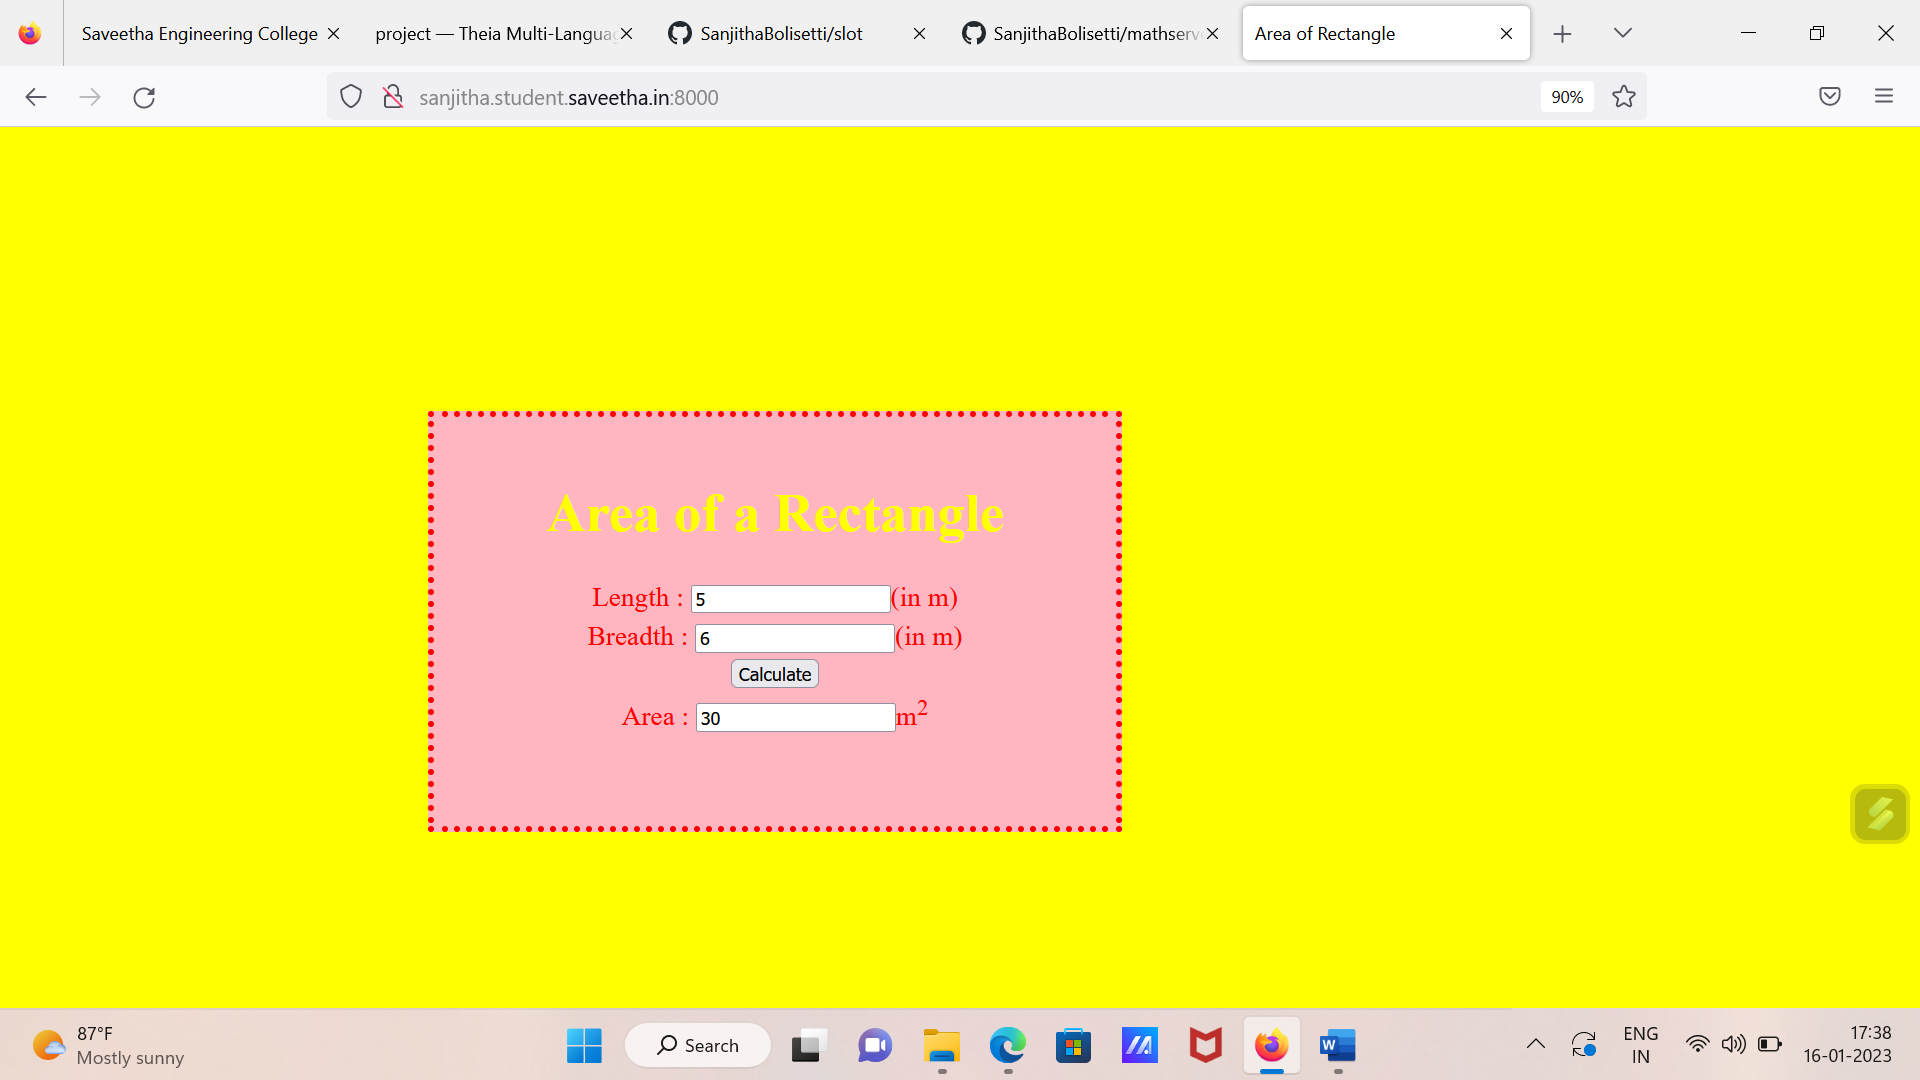 Saveetha Engineering College
project — Theia Multi-Langua
SanjithaBolisetti/slot
SanjithaBolisetti/mathserv
Area of Rectangle
sanjitha.student.saveetha.in:8000
90%
Area of a Rectangle
Length : 5 (in m)
Breadth : 6 (in m)
Calculate
Area : 30 m²
87°F
Mostly sunny
Search
W
ENG
IN
17:38
16-01-2023